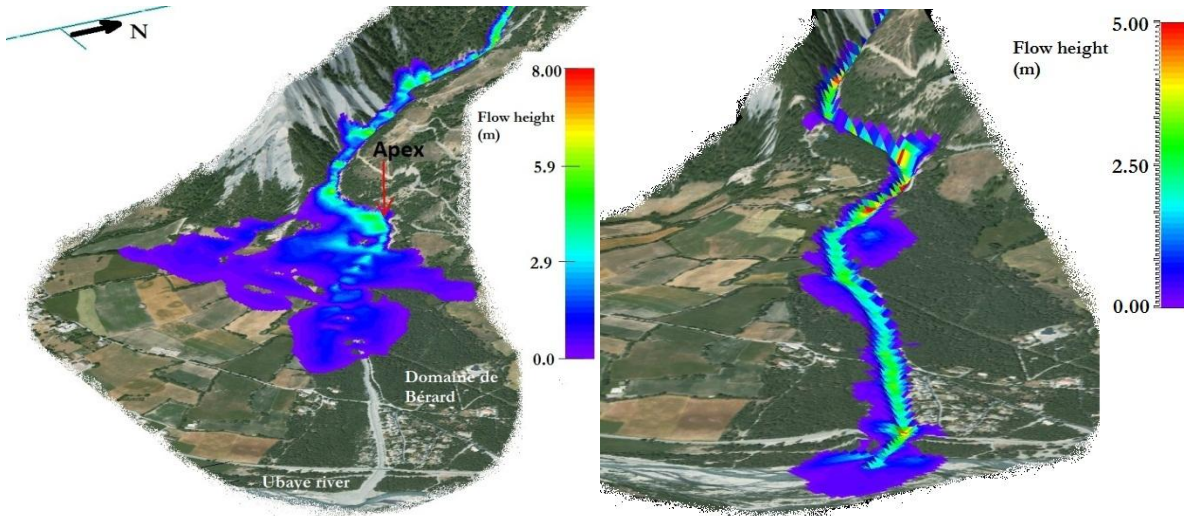 N
8.00
Flow height
(m)
5.9
2.9
0.0
Apex
Domaine de
Bérard
Ubaye river
Flow height
(m)
5.00
2.50
0.00